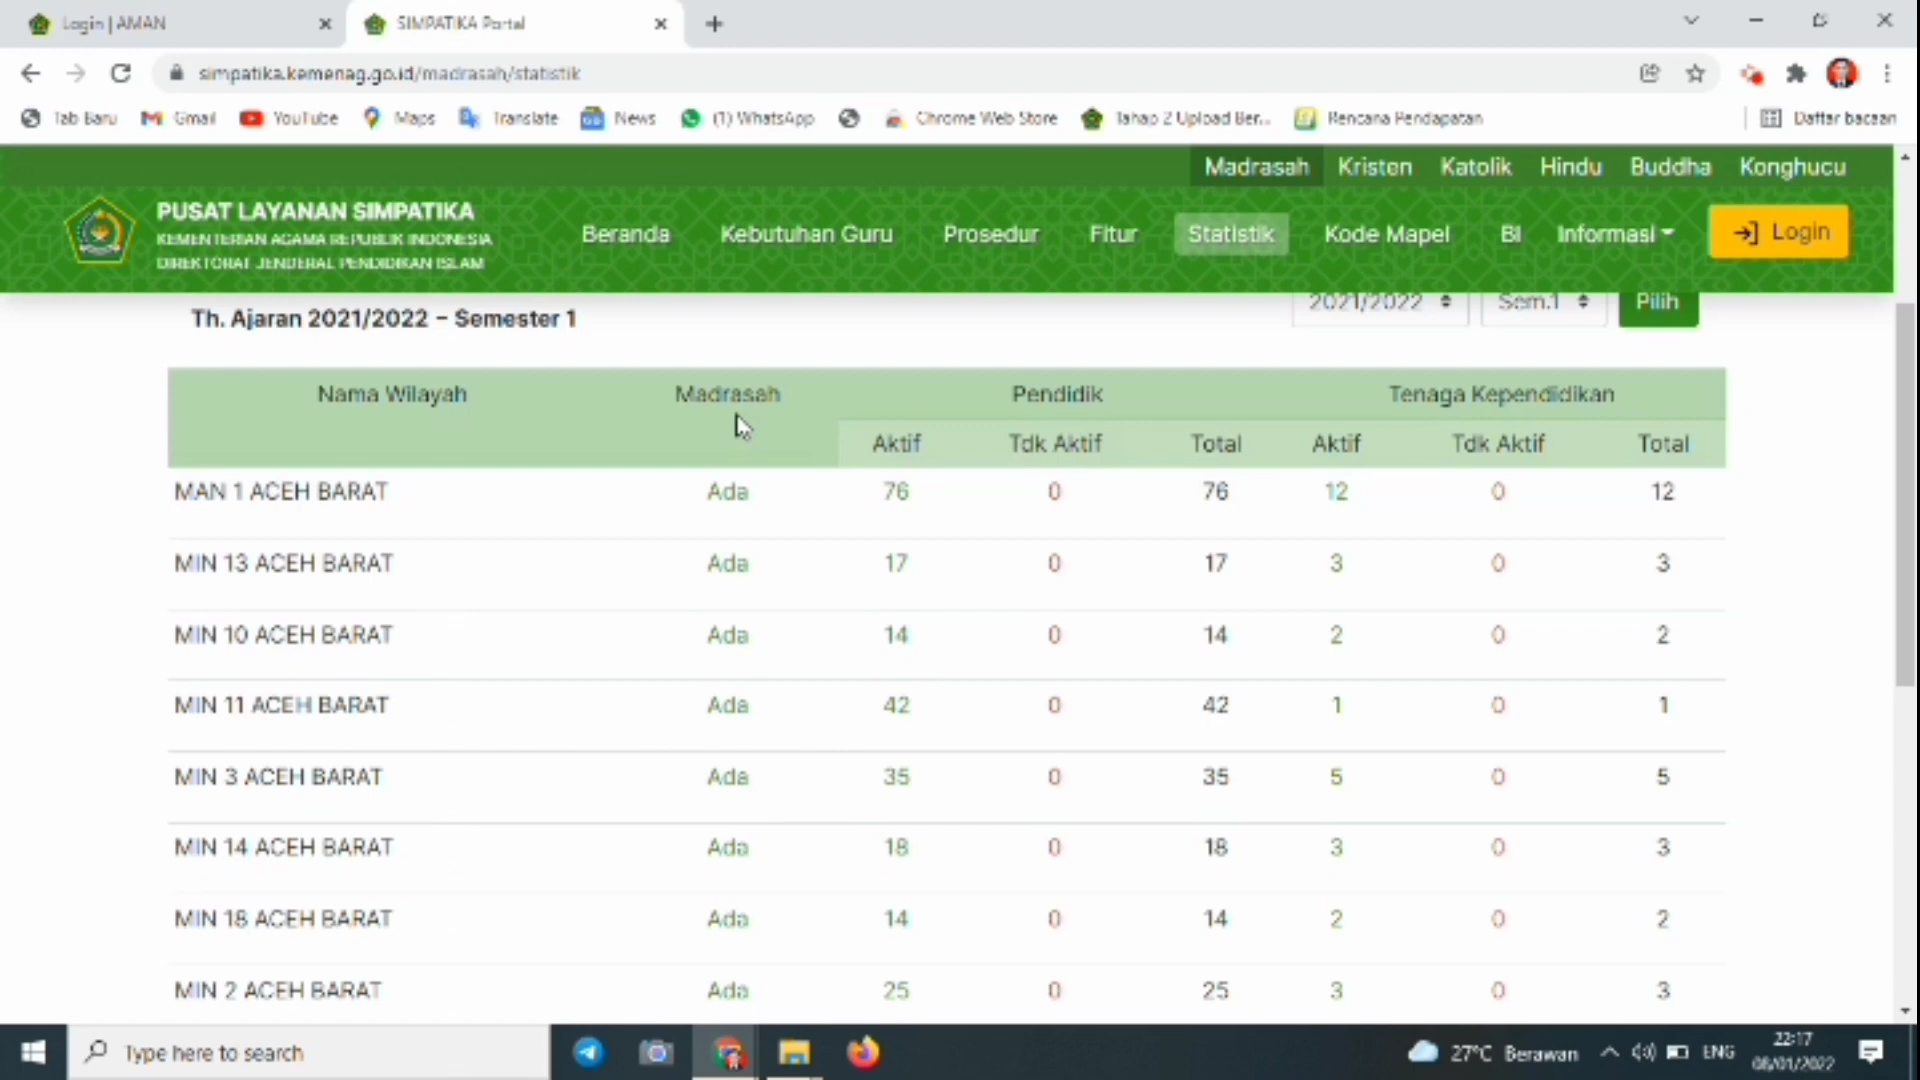 Login | AMAN
SIMPATIKA Portal
simpatika.kemenag.go.id/madrasah/statistik
Tab Baru Gmail YouTube Maps Translate News (1) WhatsApp Chrome Web Store Tahap 2 Upload Ber... Rencana Pendapatan Daftar bacaan
Madrasah Kristen Katolik Hindu Buddha Konghucu
PUSAT LAYANAN SIMPATIKA
KEMENTERIAN AGAMA REPUBLIK INDONESIA
DIREKTORAT JENDERAL PENDIDIKAN ISLAM
Beranda Kebutuhan Guru Prosedur Fitur Statistik Kode Mapel BI Informasi Login
Th. Ajaran 2021/2022 – Semester 1
2021/2022 Sem.1 Pilih
Nama Wilayah Madrasah Pendidik Tenaga Kependidikan
Aktif Tdk Aktif Total Aktif Tdk Aktif Total
MAN 1 ACEH BARAT Ada 76 0 76 12 0 12
MIN 13 ACEH BARAT Ada 17 0 17 3 0 3
MIN 10 ACEH BARAT Ada 14 0 14 2 0 2
MIN 11 ACEH BARAT Ada 42 0 42 1 0 1
MIN 3 ACEH BARAT Ada 35 0 35 5 0 5
MIN 14 ACEH BARAT Ada 18 0 18 3 0 3
MIN 18 ACEH BARAT Ada 14 0 14 2 0 2
MIN 2 ACEH BARAT Ada 25 0 25 3 0 3
Type here to search
27°C Berawan
ENG
22:17
08/01/2022